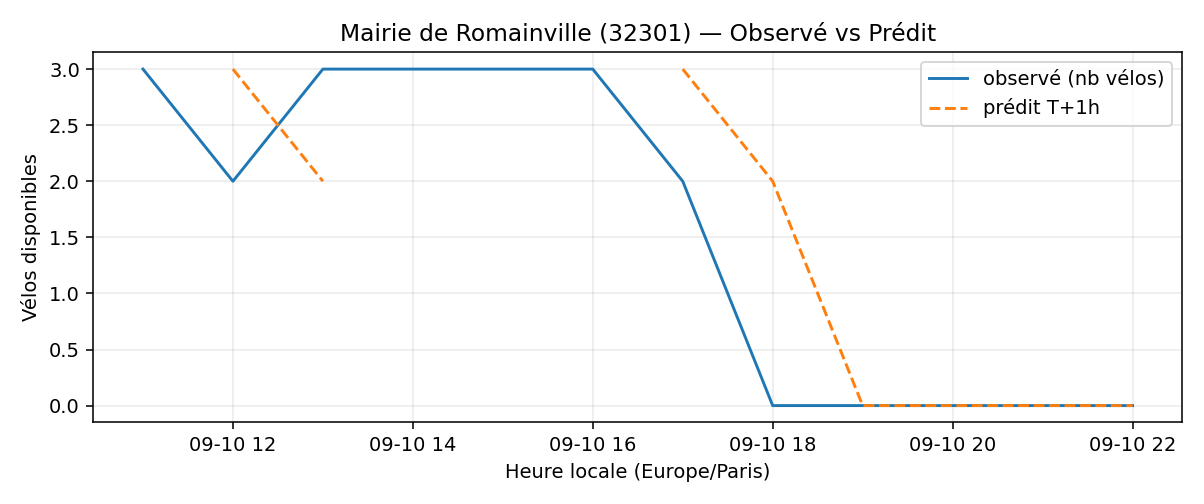 Mairie de Romainville (32301) — Observé vs Prédit
observé (nb vélos)
prédit T+1h
Vélos disponibles
3.0
2.5
2.0
1.5
1.0
0.5
0.0
09-10 12
09-10 14
09-10 16
09-10 18
09-10 20
09-10 22
Heure locale (Europe/Paris)